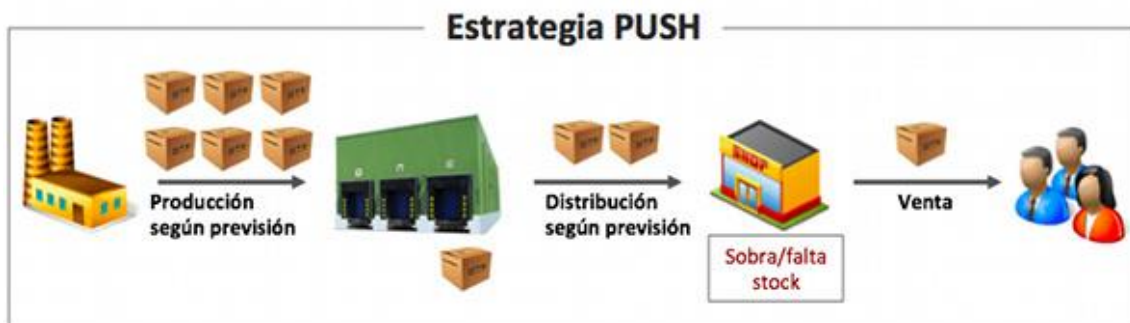 Estrategia PUSH
Producción
según previsión
Distribución
según previsión
SHOP
Venta
Sobra/falta
stock